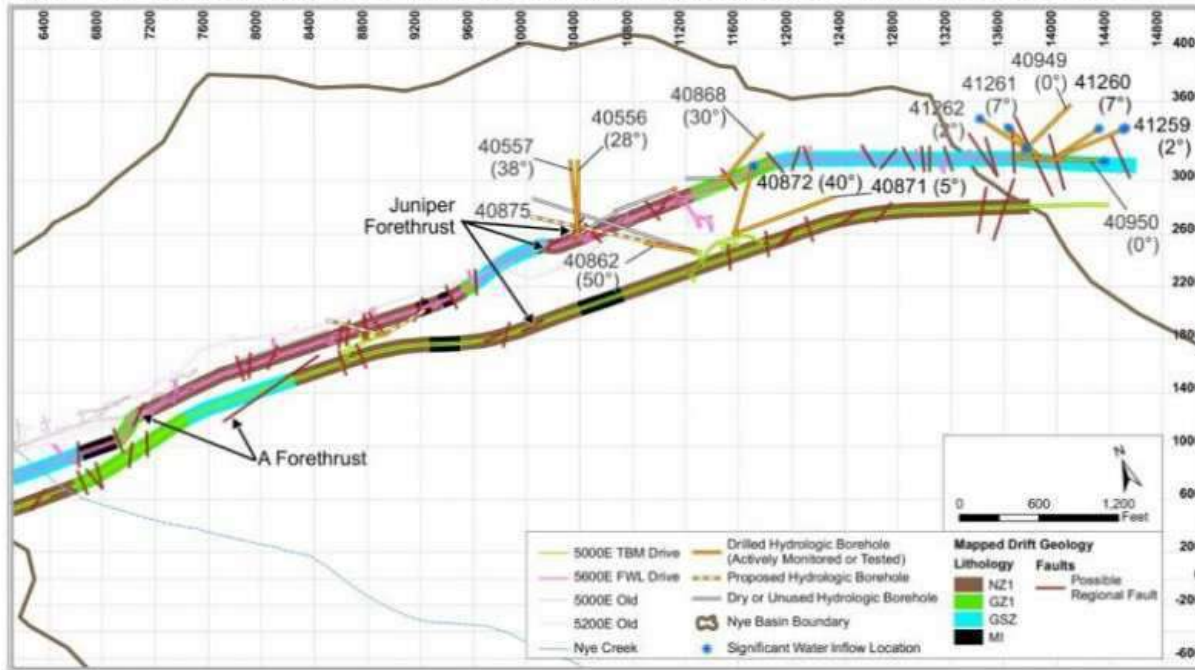 6400
6800
7200
7600
8000
8400
8800
9200
9600
10000
10400
10800
11200
11600
12000
12400
12800
13200
13600
14000
14400
14800
400
3600
3000
2600
2200
1800
1400
1000
600
200
-200
-600
40949
(0°)
41261
(7°)
41260
(7°)
41262
(2°)
41259
(2°)
40868
(30°)
40556
(28°)
40557
(38°)
40872 (40°)
40871 (5°)
Juniper
Forethrust
40875
40862
(50°)
40950
(0°)
A Forethrust
N
0 600 1,200
Feet
5000E TBM Drive
5600E FWL Drive
5000E Old
5200E Old
Nye Creek
Drilled Hydrologic Borehole
(Actively Monitored or Tested)
Proposed Hydrologic Borehole
Dry or Unused Hydrologic Borehole
Nye Basin Boundary
Significant Water Inflow Location
Mapped Drift Geology
Lithology
NZ1
GZ1
GSZ
MI
Faults
Possible
Regional Fault